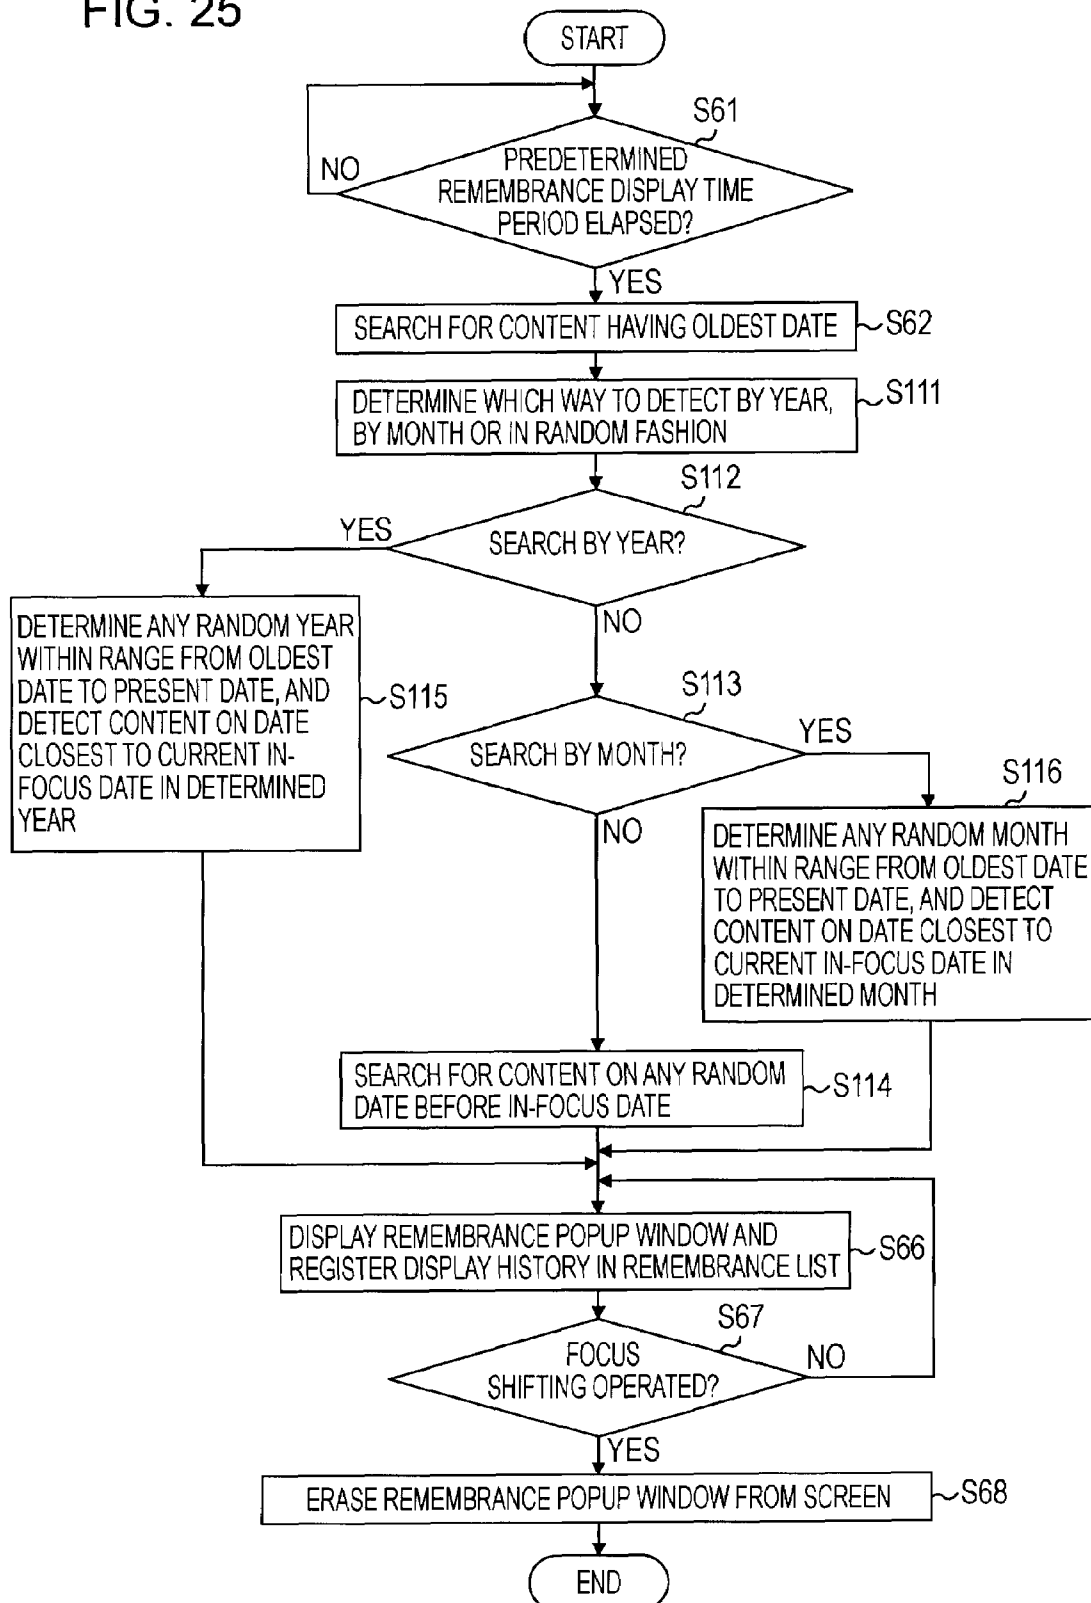 FIG. 25
START
S61
PREDETERMINED
REMEMBRANCE DISPLAY TIME
PERIOD ELAPSED?
NO
YES
SEARCH FOR CONTENT HAVING OLDEST DATE
S62
DETERMINE WHICH WAY TO DETECT BY YEAR,
BY MONTH OR IN RANDOM FASHION
S111
S112
SEARCH BY YEAR?
YES
NO
DETERMINE ANY RANDOM YEAR
WITHIN RANGE FROM OLDEST
DATE TO PRESENT DATE, AND
DETECT CONTENT ON DATE
CLOSEST TO CURRENT IN-
FOCUS DATE IN DETERMINED
YEAR
S115
S113
SEARCH BY MONTH?
YES
NO
S116
DETERMINE ANY RANDOM MONTH
WITHIN RANGE FROM OLDEST DATE
TO PRESENT DATE, AND DETECT
CONTENT ON DATE CLOSEST TO
CURRENT IN-FOCUS DATE IN
DETERMINED MONTH
SEARCH FOR CONTENT ON ANY RANDOM
DATE BEFORE IN-FOCUS DATE
S114
DISPLAY REMEMBRANCE POPUP WINDOW AND
REGISTER DISPLAY HISTORY IN REMEMBRANCE LIST
S66
S67
FOCUS
SHIFTING OPERATED?
NO
YES
ERASE REMEMBRANCE POPUP WINDOW FROM SCREEN
S68
END